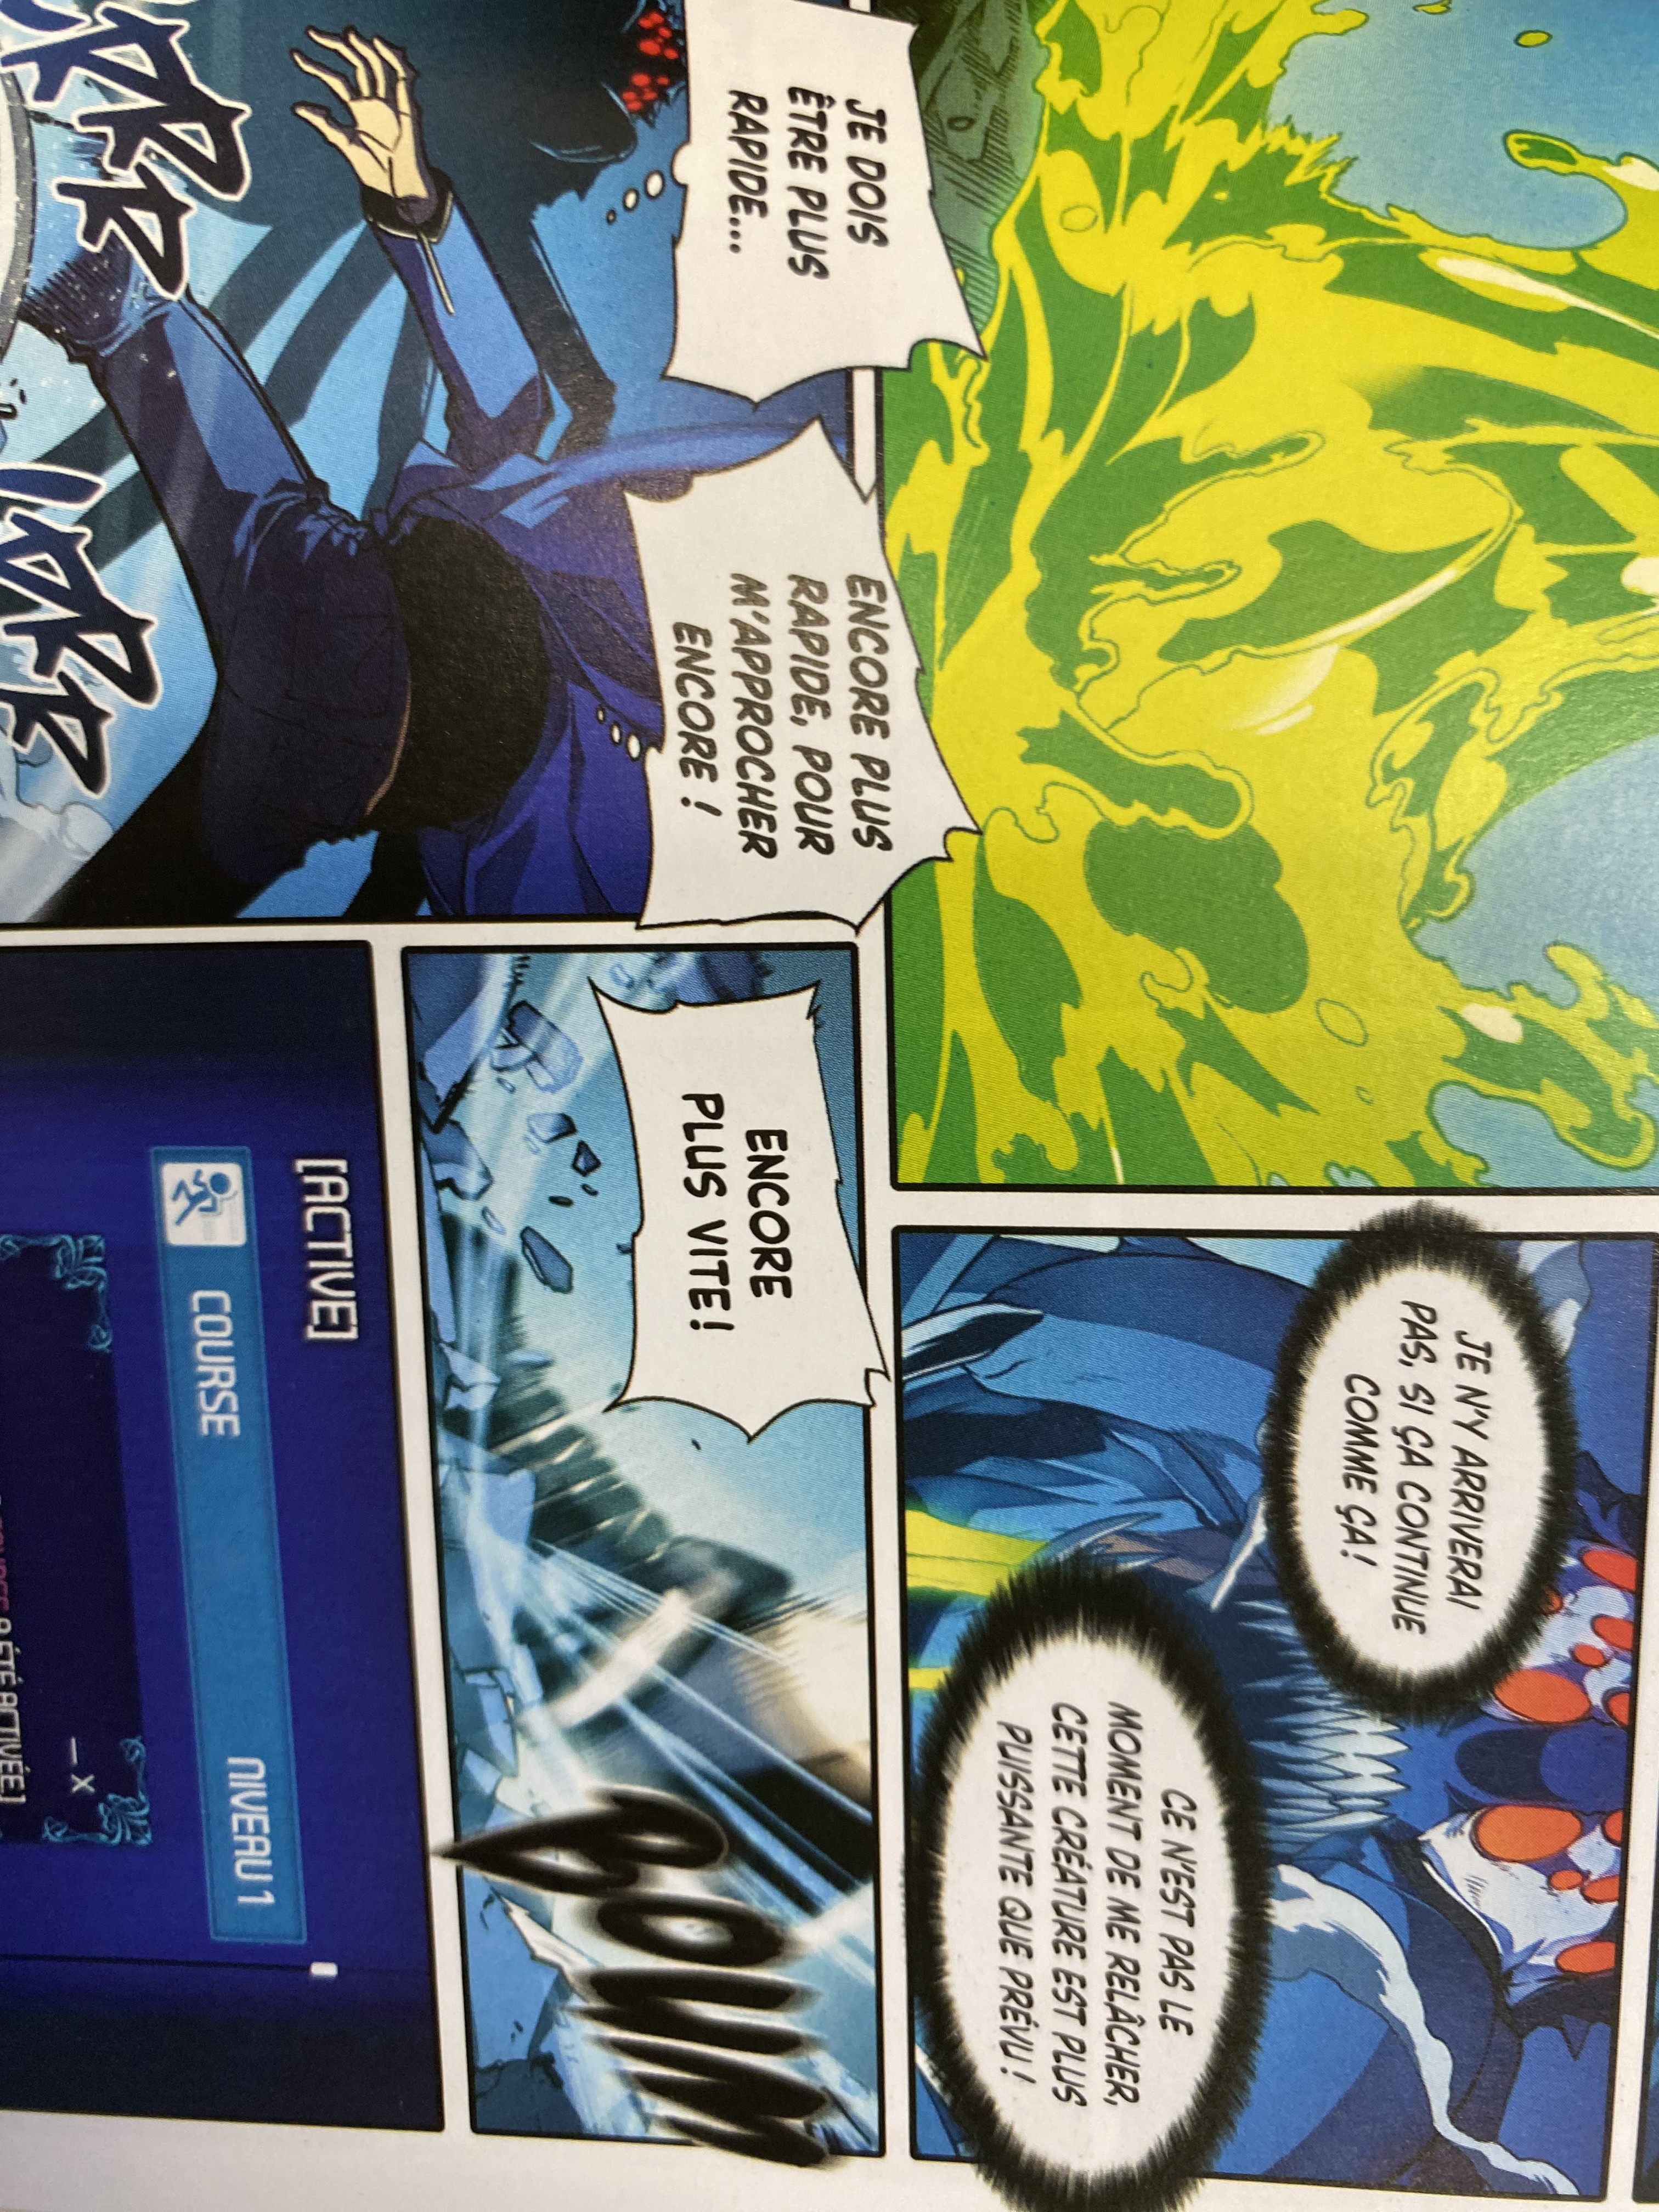 JE N'Y ARRIVERAI
PAS, SI ÇA CONTINUE
COMME ÇA!
CE N'EST PAS LE
MOMENT DE ME RELÂCHER,
CETTE CRÉATURE EST PLUS
PUISSANTE QUE PRÉVU !
JE DOIS
ÊTRE PLUS
RAPIDE...
ENCORE PLUS
RAPIDE, POUR
M'APPROCHER
ENCORE !
ENCORE
PLUS VITE!
BOUM
[ACTIVE]
COURSE NIVEAU 1
— X
A ÉTÉ ACTIVÉE.]